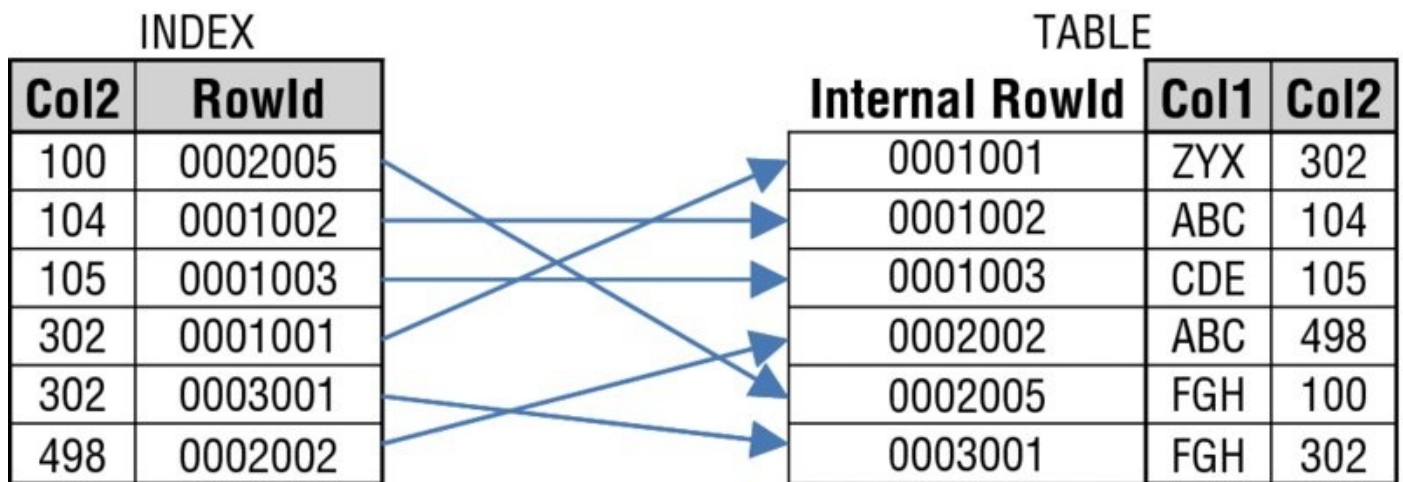 INDEX TABLE
Col2 RowId Internal RowId Col1 Col2
100 0002005 0001001 ZYX 302
104 0001002 0001002 ABC 104
105 0001003 0001003 CDE 105
302 0001001 0002002 ABC 498
302 0003001 0002005 FGH 100
498 0002002 0003001 FGH 302